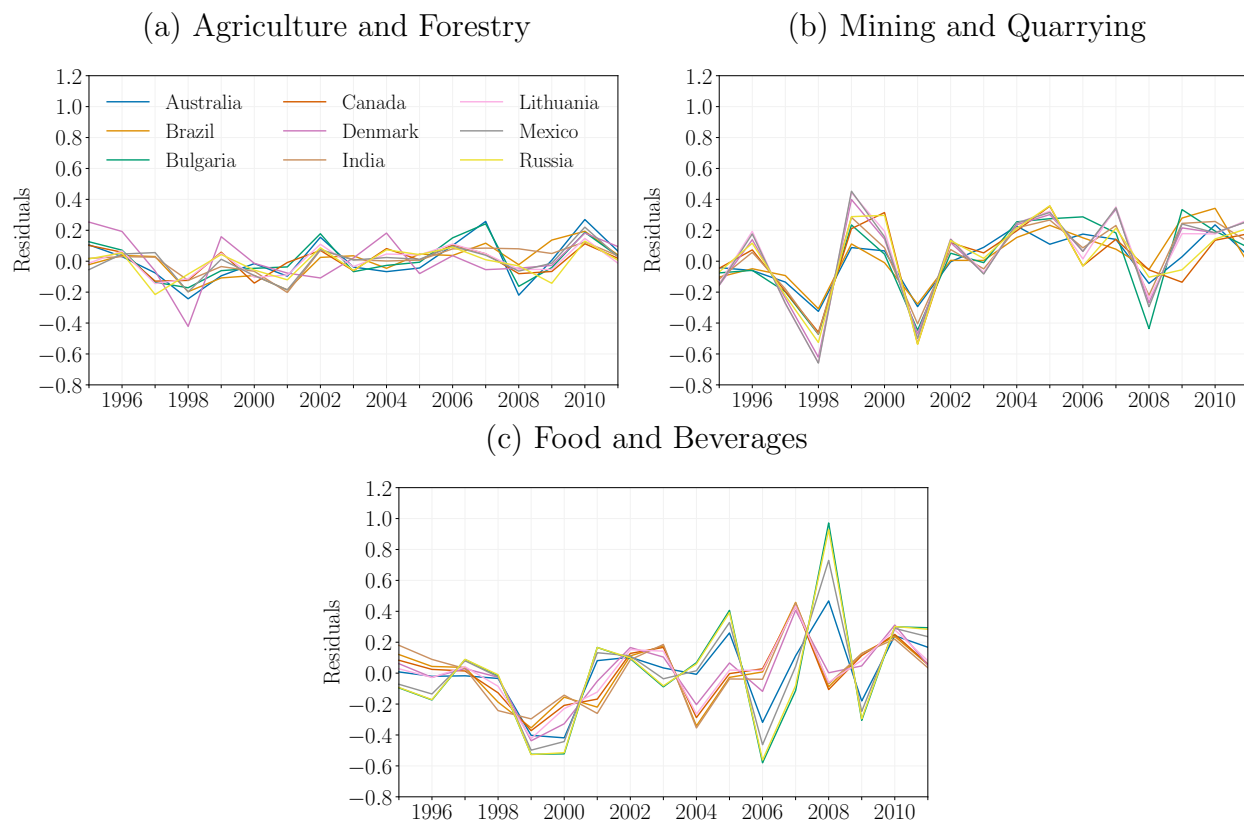 (a) Agriculture and Forestry
1.2
1.0
0.8
0.6
0.4
0.2
0.0
−0.2
−0.4
−0.6
−0.8
Residuals
Australia
Brazil
Bulgaria
Canada
Denmark
India
Lithuania
Mexico
Russia
1996 1998 2000 2002 2004 2006 2008 2010
(b) Mining and Quarrying
1.2
1.0
0.8
0.6
0.4
0.2
0.0
−0.2
−0.4
−0.6
−0.8
Residuals
1996 1998 2000 2002 2004 2006 2008 2010
(c) Food and Beverages
1.2
1.0
0.8
0.6
0.4
0.2
0.0
−0.2
−0.4
−0.6
−0.8
Residuals
1996 1998 2000 2002 2004 2006 2008 2010